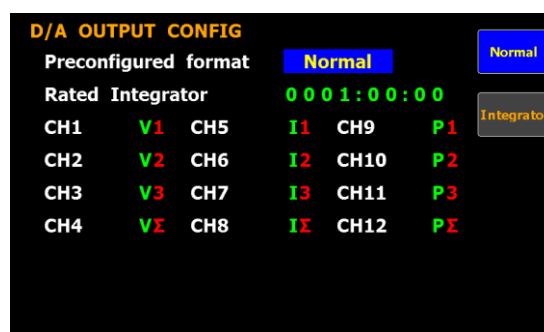 D/A OUTPUT CONFIG
Preconfigured format Normal
Rated Integrator 0001:00:00
CH1 V1 CH5 I1 CH9 P1
CH2 V2 CH6 I2 CH10 P2
CH3 V3 CH7 I3 CH11 P3
CH4 VΣ CH8 IΣ CH12 PΣ
Normal
Integrato